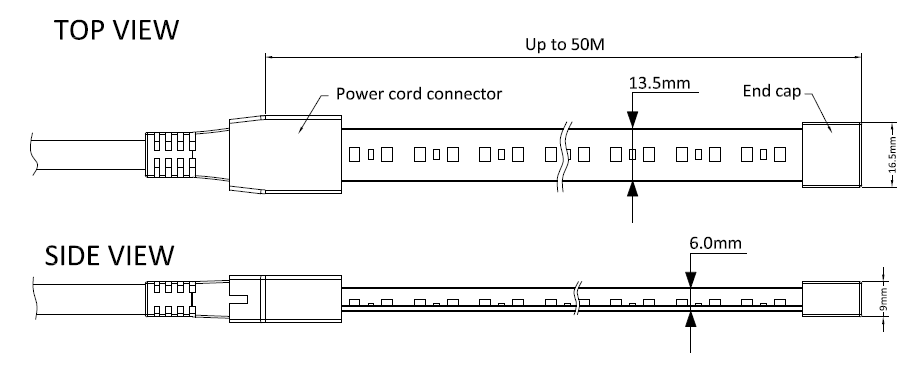 TOP VIEW
Up to 50M
Power cord connector
13.5mm
End cap
16.5mm
SIDE VIEW
6.0mm
9mm